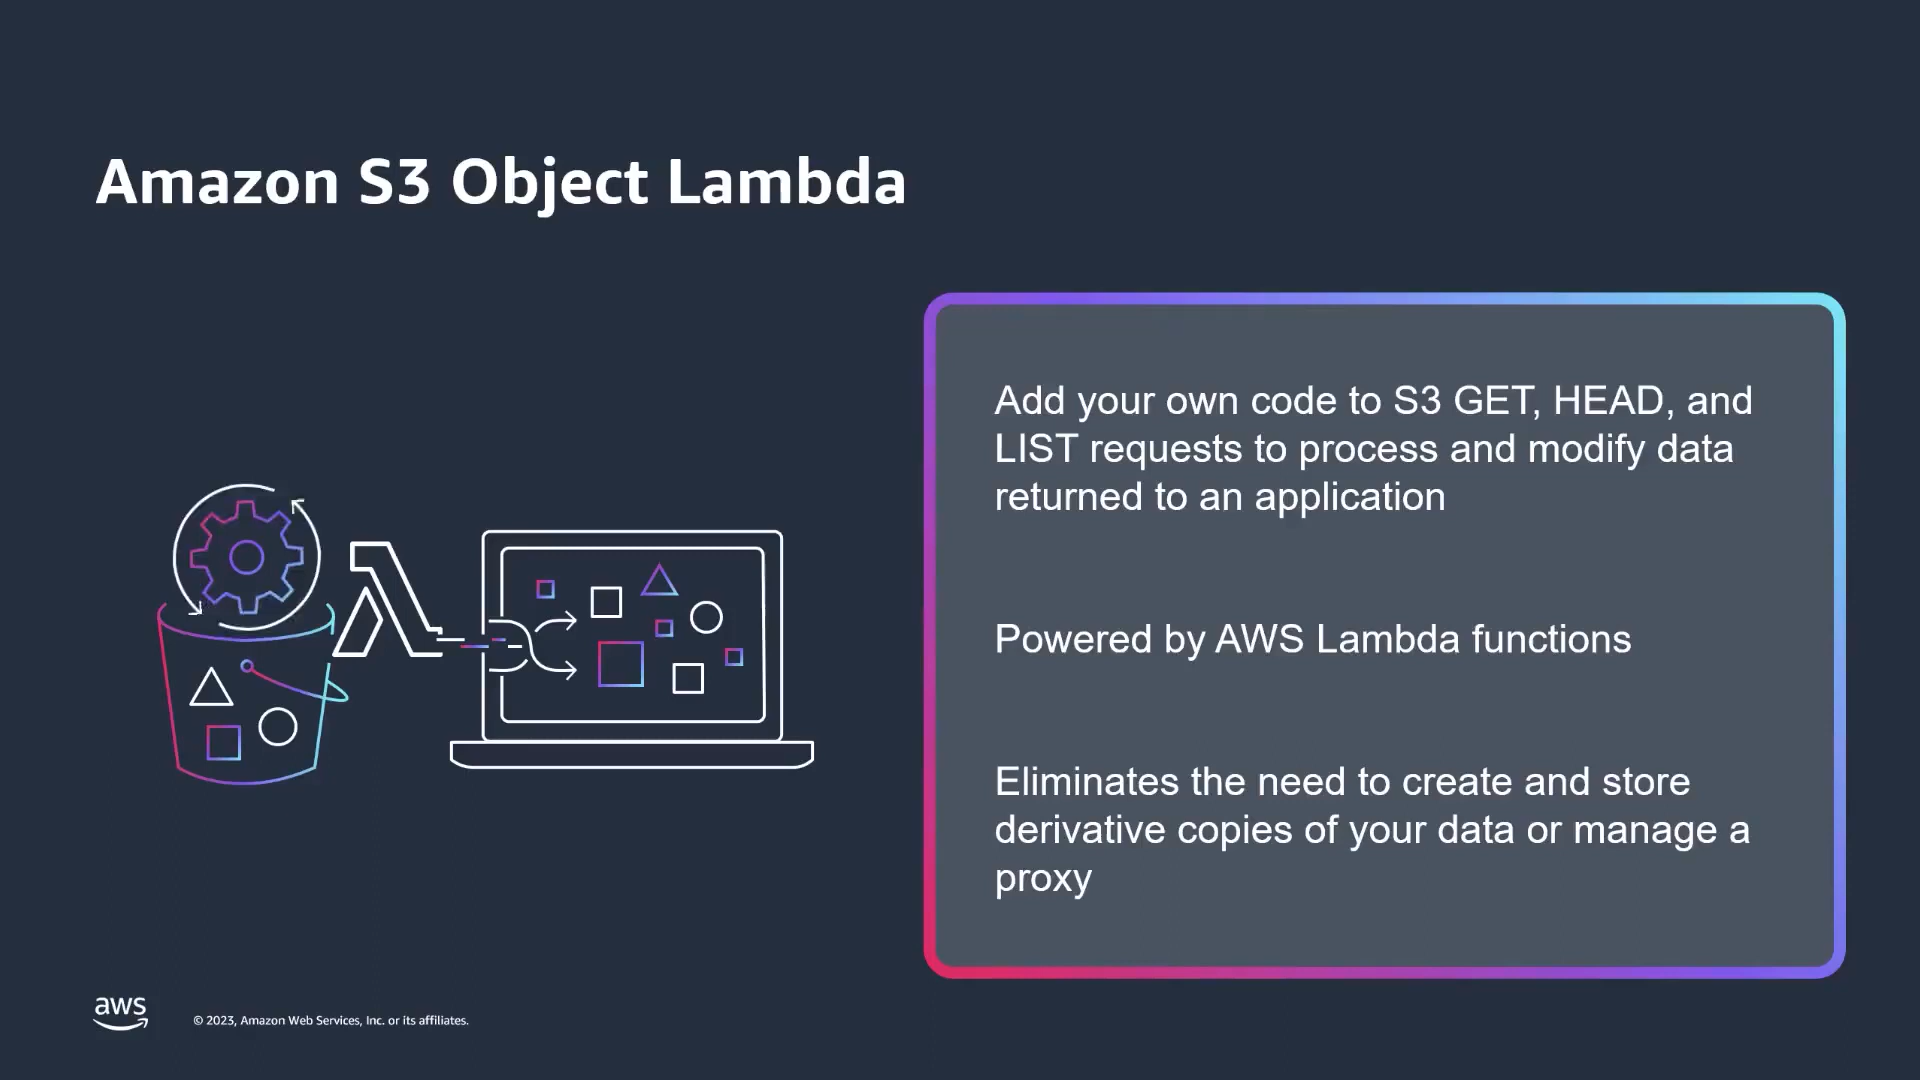 Amazon S3 Object Lambda
Add your own code to S3 GET, HEAD, and
LIST requests to process and modify data
returned to an application
Powered by AWS Lambda functions
Eliminates the need to create and store
derivative copies of your data or manage a
proxy
aws
© 2023, Amazon Web Services, Inc. or its affiliates.